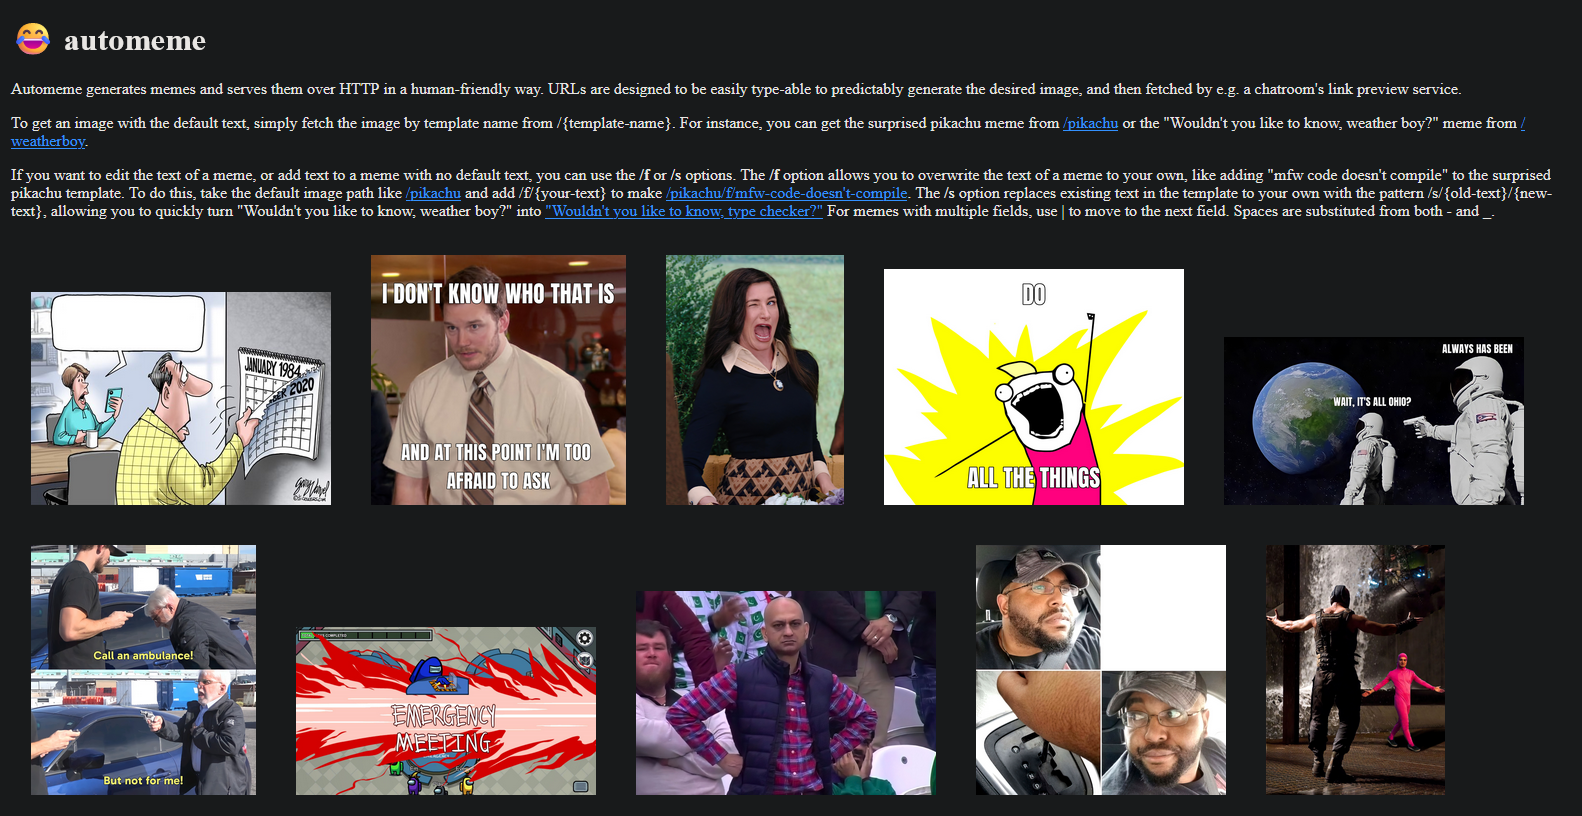 automeme
Automeme generates memes and serves them over HTTP in a human-friendly way. URLs are designed to be easily type-able to predictably generate the desired image, and then fetched by e.g. a chatroom's link preview service.
To get an image with the default text, simply fetch the image by template name from /{template-name}. For instance, you can get the surprised pikachu meme from /pikachu or the "Wouldn't you like to know, weather boy?" meme from /
weatherboy.
If you want to edit the text of a meme, or add text to a meme with no default text, you can use the /f or /s options. The /f option allows you to overwrite the text of a meme to your own, like adding "mfw code doesn't compile" to the surprised
pikachu template. To do this, take the default image path like /pikachu and add /f/{your-text} to make /pikachu/f/mfw-code-doesn't-compile. The /s option replaces existing text in the template to your own with the pattern /s/{old-text}/{new-
text}, allowing you to quickly turn "Wouldn't you like to know, weather boy?" into "Wouldn't you like to know, type checker?" For memes with multiple fields, use | to move to the next field. Spaces are substituted from both - and _.
JANUARY 1984
2020
I DON'T KNOW WHO THAT IS
AND AT THIS POINT I'M TOO
AFRAID TO ASK
DO
ALL THE THINGS
ALWAYS HAS BEEN
WAIT, IT'S ALL OHIO?
Call an ambulance!
But not for me!
EMERGENCY
MEETING